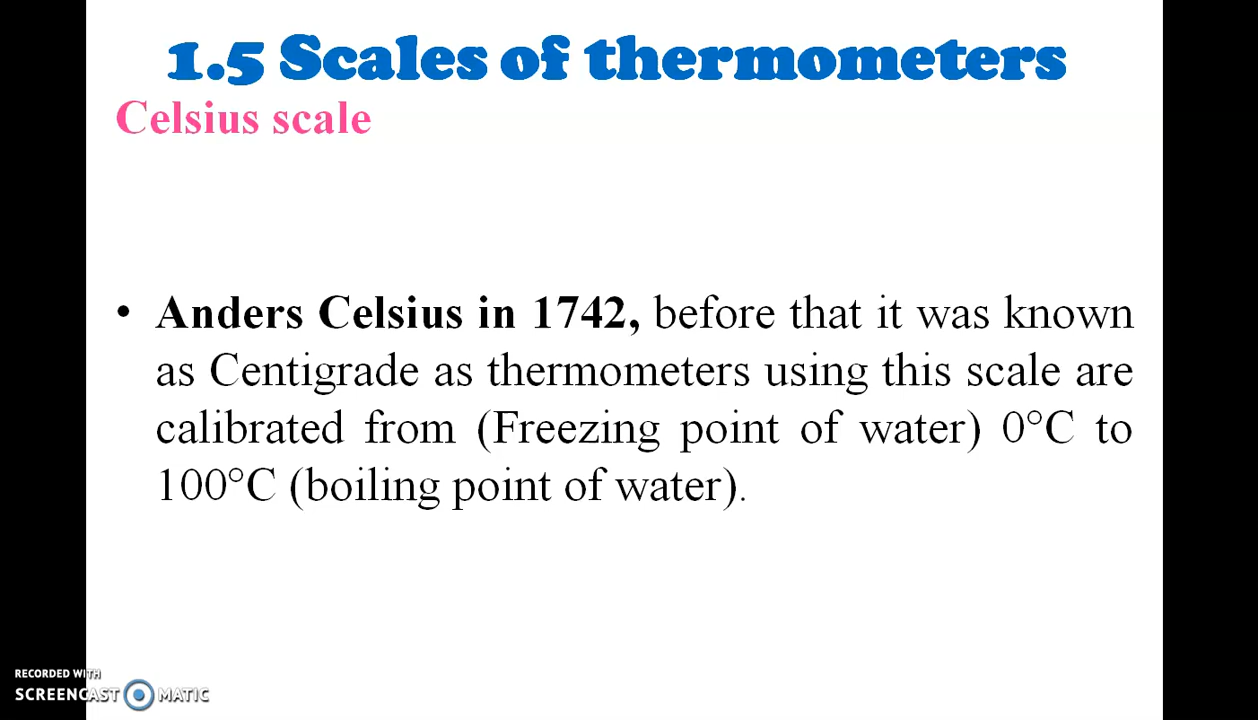 1.5 Scales of thermometers
Celsius scale
• Anders Celsius in 1742, before that it was known
as Centigrade as thermometers using this scale are
calibrated from (Freezing point of water) 0°C to
100°C (boiling point of water).
RECORDED WITH
SCREENCAST MATIC